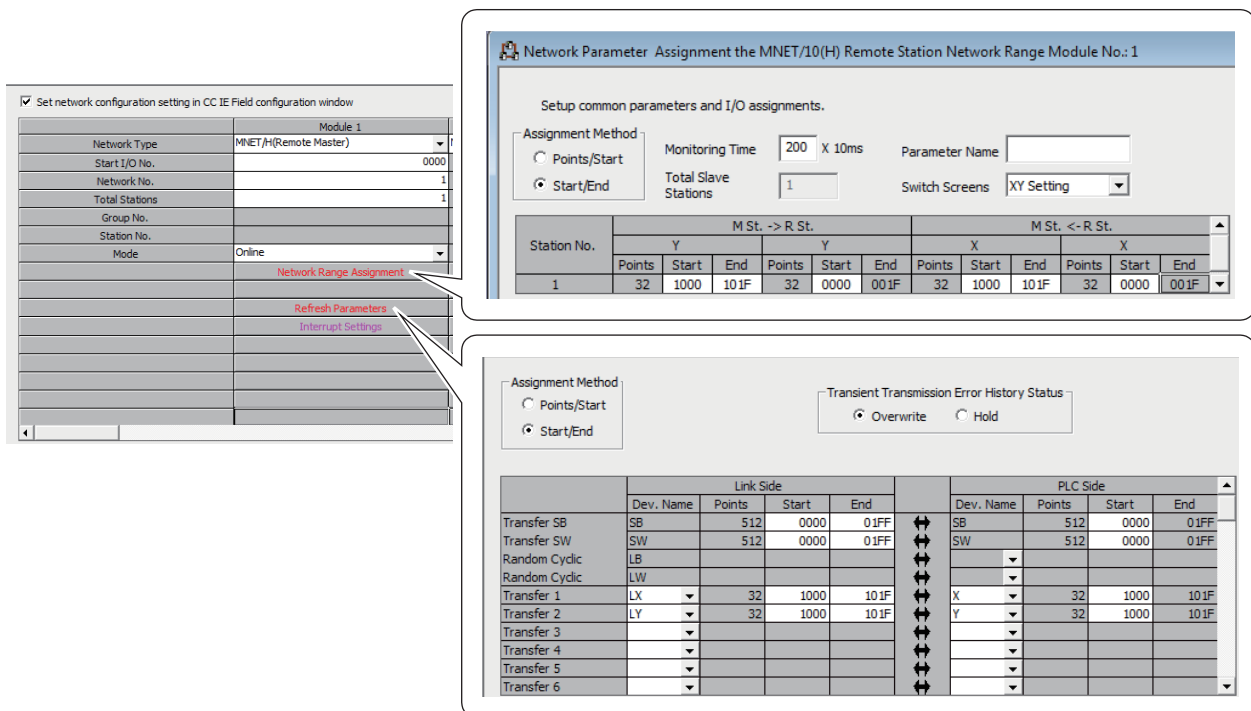 Set network configuration setting in CC IE Field configuration window
Module 1
Network Type MNET/H(Remote Master)
Start I/O No. 0000
Network No. 1
Total Stations 1
Group No.
Station No.
Mode Online
Network Range Assignment
Refresh Parameters
Interrupt Settings
Network Parameter Assignment the MNET/10(H) Remote Station Network Range Module No.: 1
Setup common parameters and I/O assignments.
Assignment Method
Points/Start
Start/End
Monitoring Time 200 X 10ms
Parameter Name
Total Slave
Stations 1
Switch Screens XY Setting
Station No. M St. -> R St. M St. <- R St.
Y Y X X
Points Start End Points Start End Points Start End Points Start End
1 32 1000 101F 32 0000 001F 32 1000 101F 32 0000 001F
Assignment Method
Points/Start
Start/End
Transient Transmission Error History Status
Overwrite Hold
Link Side PLC Side
Dev. Name Points Start End Dev. Name Points Start End
Transfer SB SB 512 0000 01FF SB 512 0000 01FF
Transfer SW SW 512 0000 01FF SW 512 0000 01FF
Random Cyclic LB
Random Cyclic LW
Transfer 1 LX 32 1000 101F X 32 1000 101F
Transfer 2 LY 32 1000 101F Y 32 1000 101F
Transfer 3
Transfer 4
Transfer 5
Transfer 6